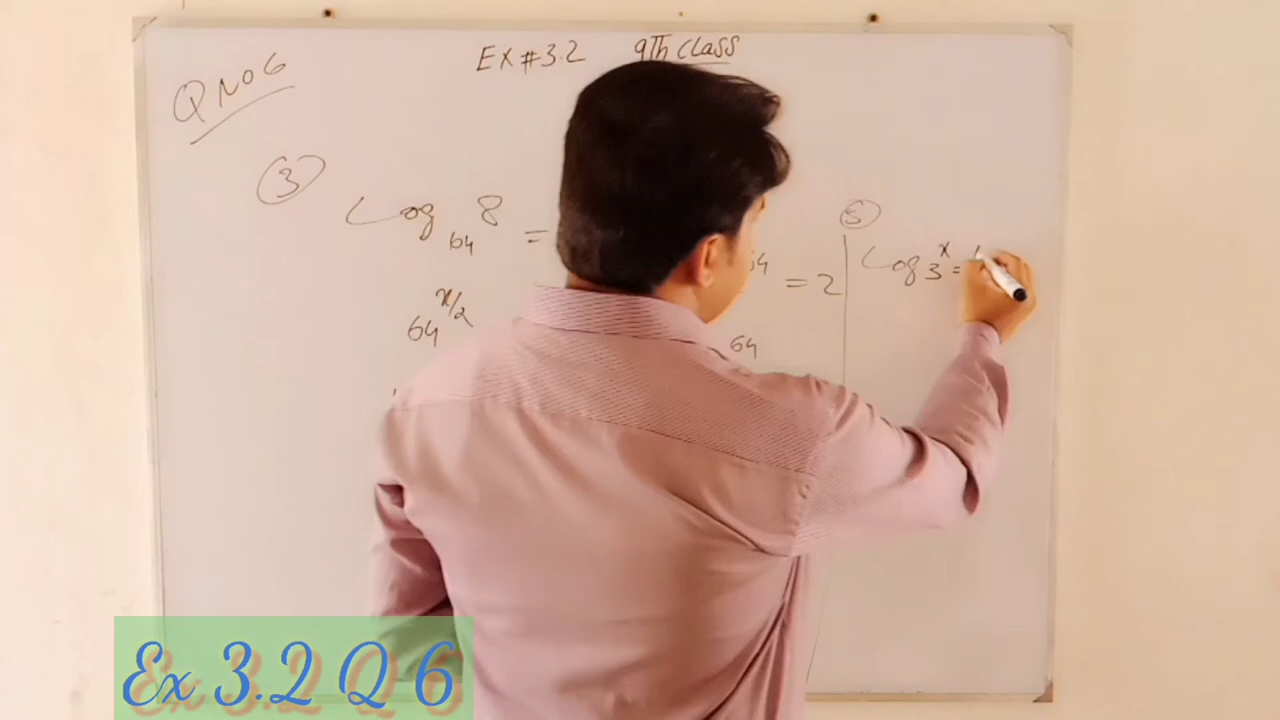 EX # 3.2 9Th CLASS
Q NO 6
③
Log₆₄ 8 =
64^x/2
64 = 2
64
⑤
Log 3^x =
Ex 3.2 Q 6